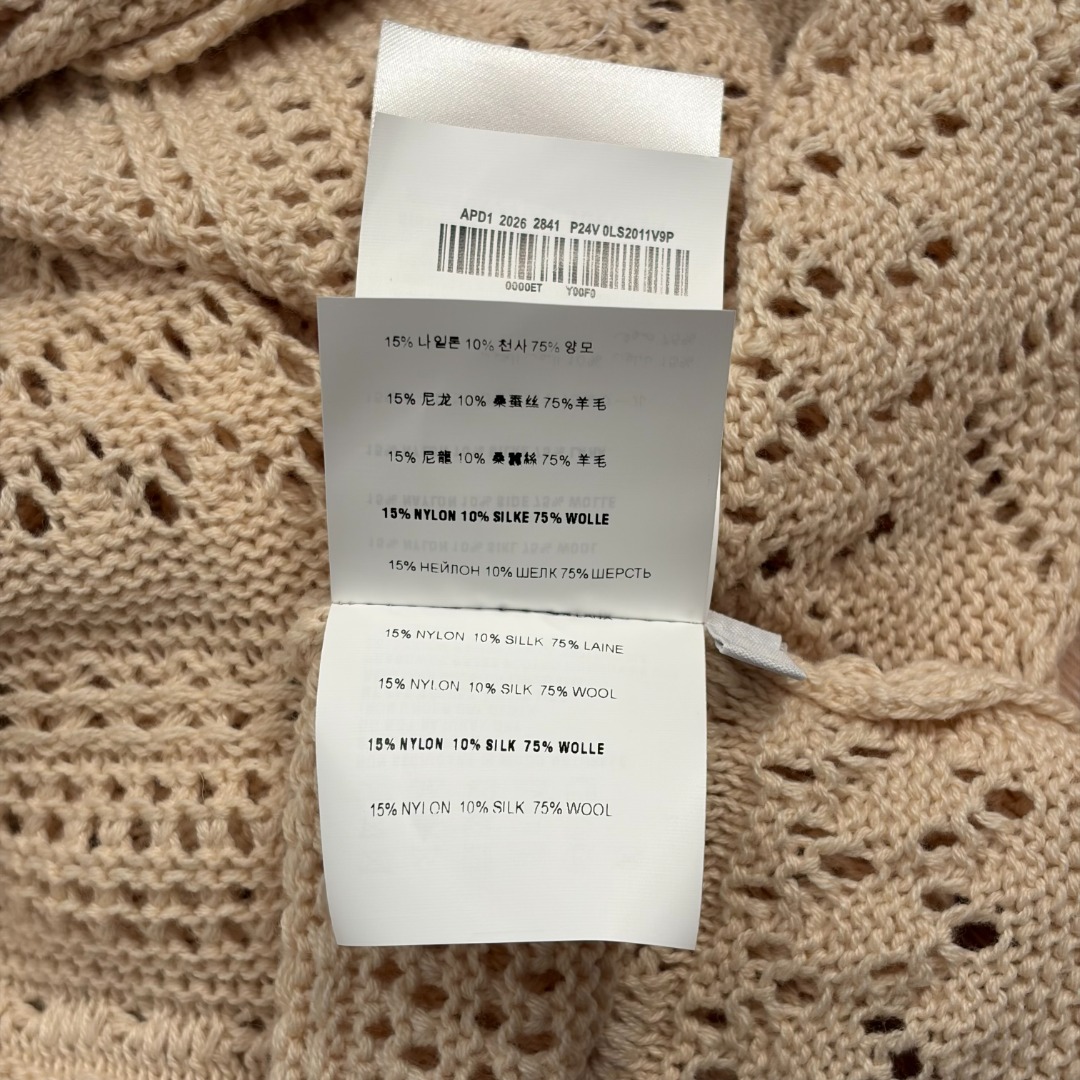 APD1 2026 2841 P24V 0LS2011V9P
0000ET Y00F0
15% 나일론 10% 천사 75% 양모
15% 尼龙 10% 桑蚕丝 75%羊毛
15% 尼龍 10% 桑 絲 75% 羊毛
15% NYLON 10% SILKE 75% WOLLE
15% НЕЙЛОН 10% ШЕЛК 75% ШЕРСТЬ
15% NYLON 10% SILLK 75% LAINE
15% NYLON 10% SILK 75% WOOL
15% NYLON 10% SILK 75% WOLLE
15% NYLON 10% SILK 75% WOOL